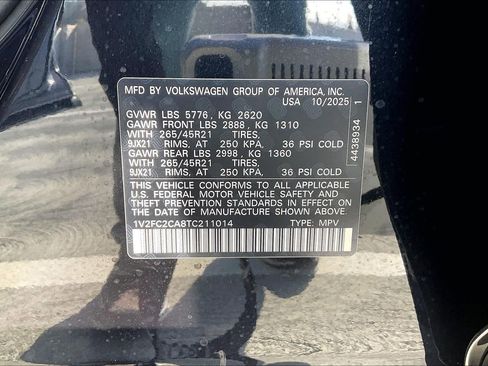 MFD BY VOLKSWAGEN GROUP OF AMERICA, INC.
USA 10/2025
GVWR LBS 5776, KG 2620
GAWR FRONT LBS 2888, KG 1310
WITH 265/45R21 TIRES,
9JX21 RIMS, AT 250 KPA, 36 PSI COLD
GAWR REAR LBS 2998, KG 1360
WITH 265/45R21 TIRES,
9JX21 RIMS, AT 250 KPA, 36 PSI COLD
THIS VEHICLE CONFORMS TO ALL APPLICABLE
U.S. FEDERAL MOTOR VEHICLE SAFETY AND
THEFT PREVENTION STANDARDS IN EFFECT ON
THE DATE OF MANUFACTURE SHOWN ABOVE.
1V2FC2CA8TC211014 TYPE: MPV
4438934 1